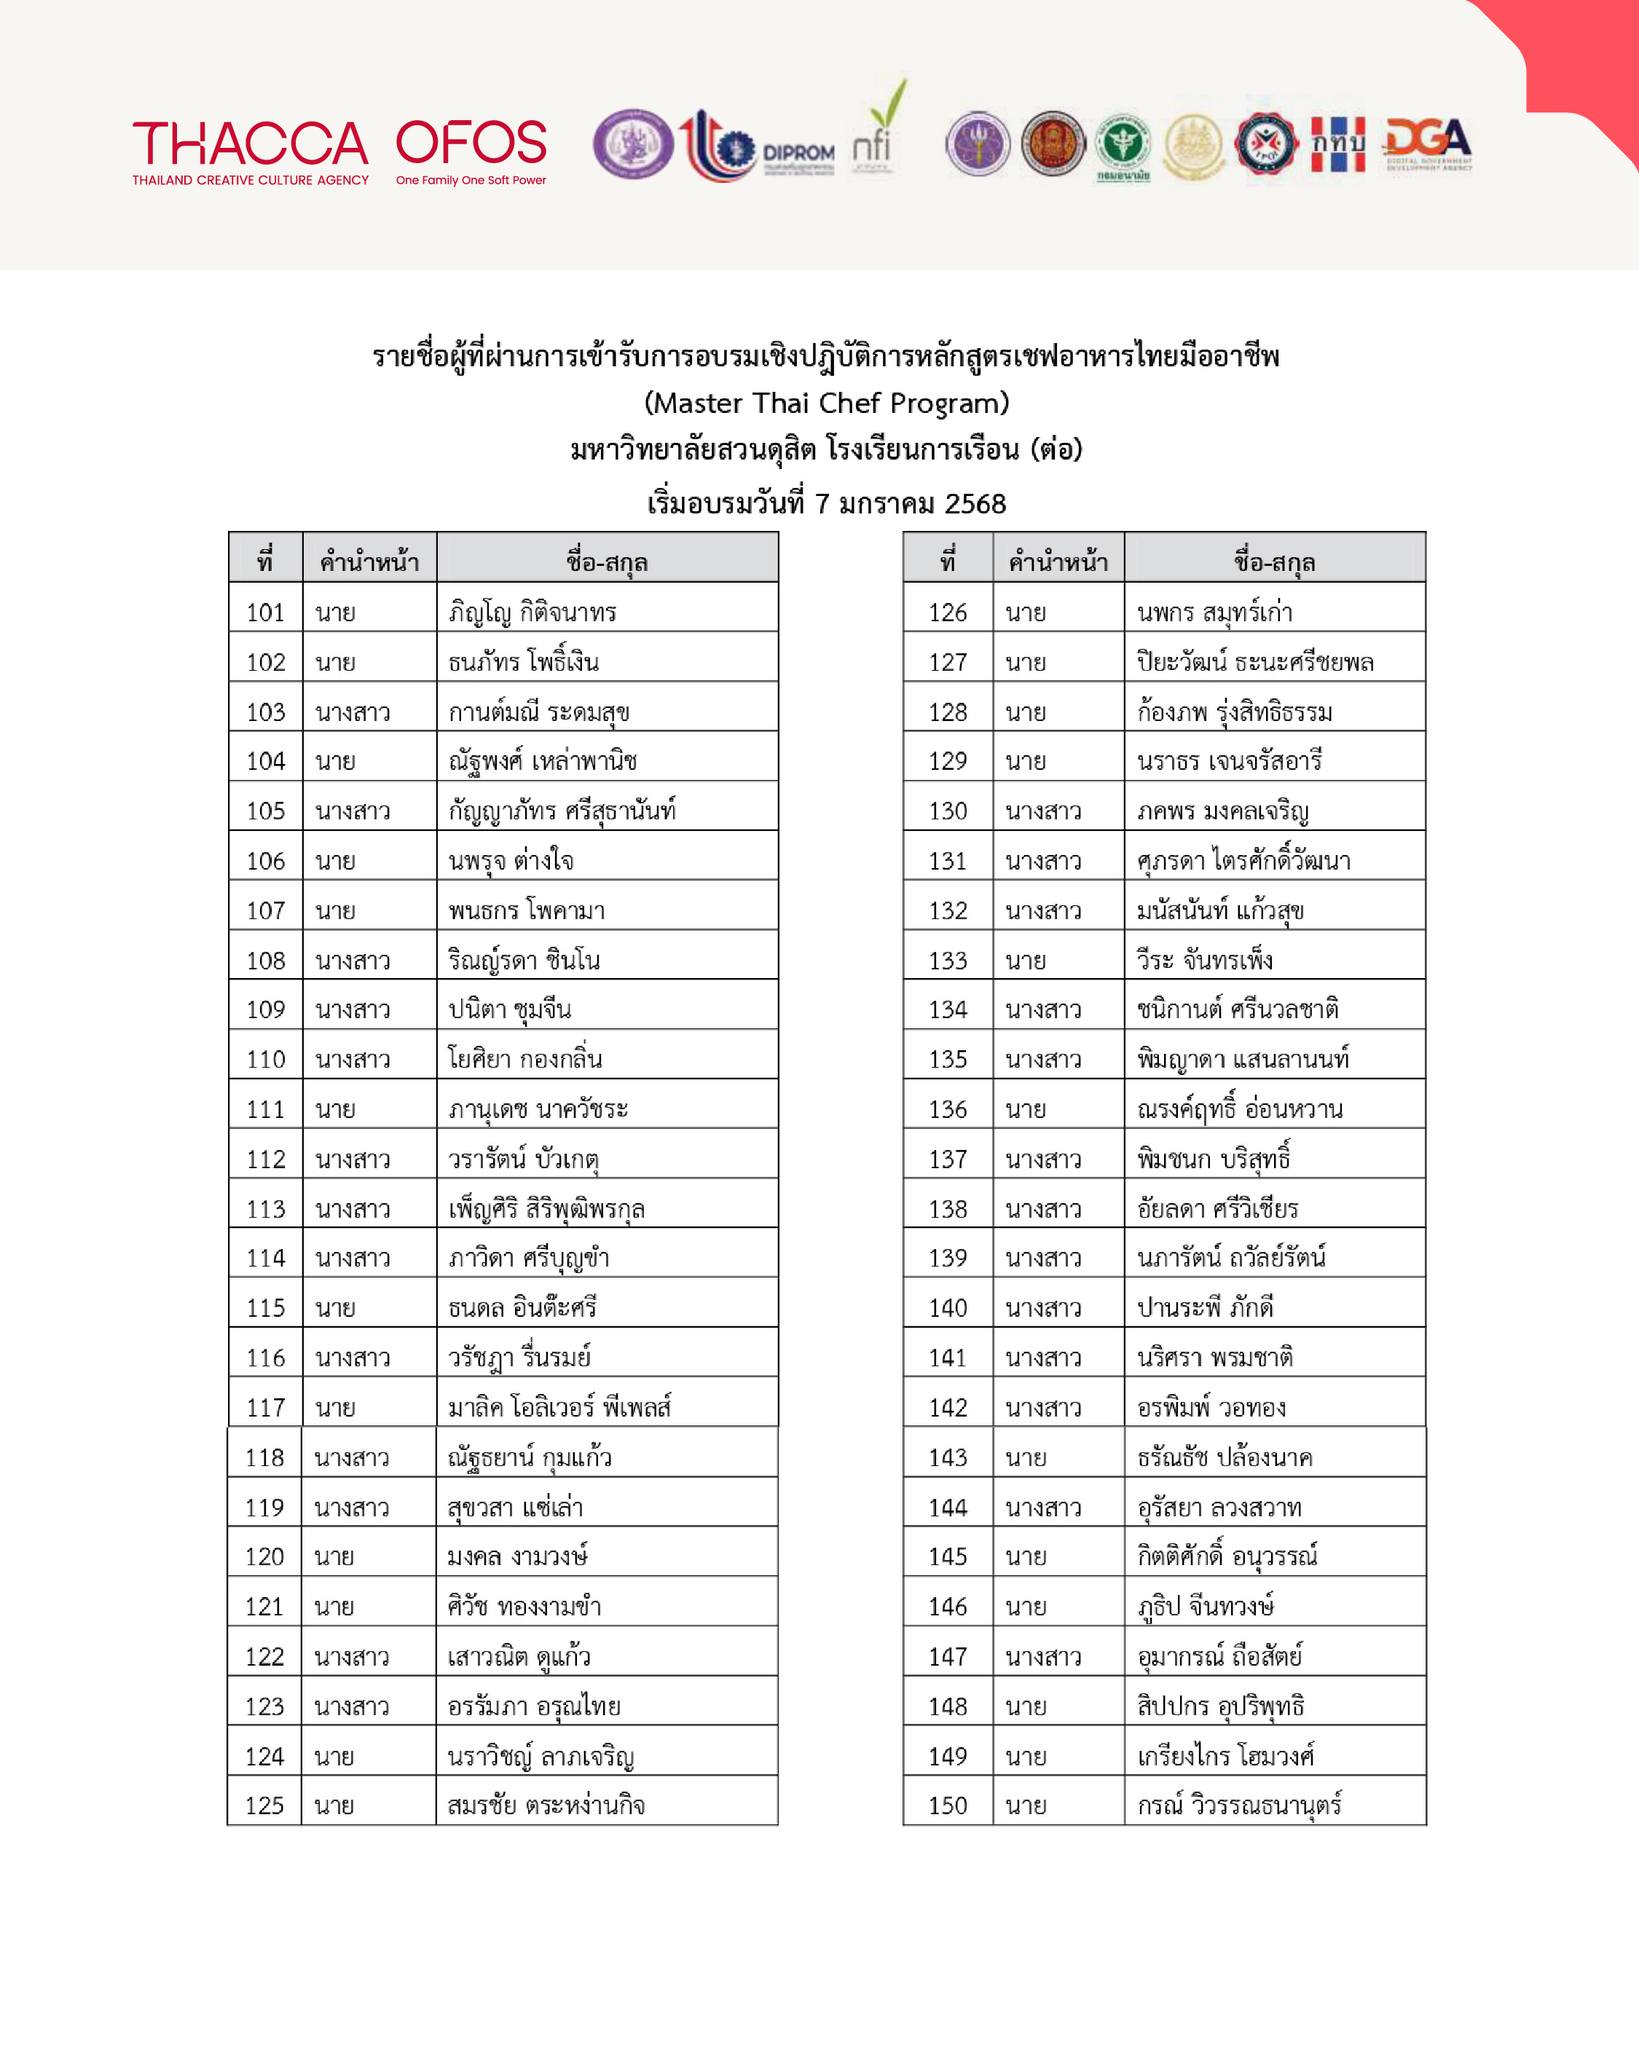 THACCA OFOS
THAILAND CREATIVE CULTURE AGENCY One Family One Soft Power
DIPROM
nfi
กรมอนามัย
TPQI
กทบ
DGA
DIGITAL GOVERNMENT
DEVELOPMENT AGENCY
รายชื่อผู้ที่ผ่านการเข้ารับการอบรมเชิงปฏิบัติการหลักสูตรเชฟอาหารไทยมืออาชีพ
(Master Thai Chef Program)
มหาวิทยาลัยสวนดุสิต โรงเรียนการเรือน (ต่อ)
เริ่มอบรมวันที่ 7 มกราคม 2568
ที่ คำนำหน้า ชื่อ-สกุล
101 นาย ภิญโญ กิติจนาทร
102 นาย ธนภัทร โพธิ์เงิน
103 นางสาว กานต์มณี ระดมสุข
104 นาย ณัฐพงศ์ เหล่าพานิช
105 นางสาว กัญญาภัทร ศรีสุธานันท์
106 นาย นพรุจ ต่างใจ
107 นาย พนธกร โพคามา
108 นางสาว ริณญ์รดา ชินโน
109 นางสาว ปนิตา ชุมจีน
110 นางสาว โยศิยา กองกลิ่น
111 นาย ภานุเดช นาควัชระ
112 นางสาว วรารัตน์ บัวเกตุ
113 นางสาว เพ็ญศิริ สิริพุฒิพรกุล
114 นางสาว ภาวิดา ศรีบุญขำ
115 นาย ธนดล อินต๊ะศรี
116 นางสาว วรัชฎา รื่นรมย์
117 นาย มาลิค โอลิเวอร์ พีเพลส์
118 นางสาว ณัฐธยาน์ กุมแก้ว
119 นางสาว สุขวสา แซ่เล่า
120 นาย มงคล งามวงษ์
121 นาย ศิวัช ทองงามขำ
122 นางสาว เสาวณิต ดูแก้ว
123 นางสาว อรรัมภา อรุณไทย
124 นาย นราวิชญ์ ลาภเจริญ
125 นาย สมรชัย ตระหง่านกิจ
ที่ คำนำหน้า ชื่อ-สกุล
126 นาย นพกร สมุทร์เก่า
127 นาย ปิยะวัฒน์ ธะนะศรีชยพล
128 นาย ก้องภพ รุ่งสิทธิธรรม
129 นาย นราธร เจนจรัสอารี
130 นางสาว ภคพร มงคลเจริญ
131 นางสาว ศุภรดา ไตรศักดิ์วัฒนา
132 นางสาว มนัสนันท์ แก้วสุข
133 นาย วีระ จันทรเพ็ง
134 นางสาว ชนิกานต์ ศรีนวลชาติ
135 นางสาว พิมญาดา แสนลานนท์
136 นาย ณรงค์ฤทธิ์ อ่อนหวาน
137 นางสาว พิมชนก บริสุทธิ์
138 นางสาว อัยลดา ศรีวิเชียร
139 นางสาว นภารัตน์ ถวัลย์รัตน์
140 นางสาว ปานระพี ภักดี
141 นางสาว นริศรา พรมชาติ
142 นางสาว อรพิมพ์ วอทอง
143 นาย ธรัณธัช ปล้องนาค
144 นางสาว อุรัสยา ลวงสวาท
145 นาย กิตติศักดิ์ อนุวรรณ์
146 นาย ภูธิป จีนทวงษ์
147 นางสาว อุมากรณ์ ถือสัตย์
148 นาย สิปปกร อุปริพุทธิ
149 นาย เกรียงไกร โฮมวงศ์
150 นาย กรณ์ วิวรรณธนานุตร์